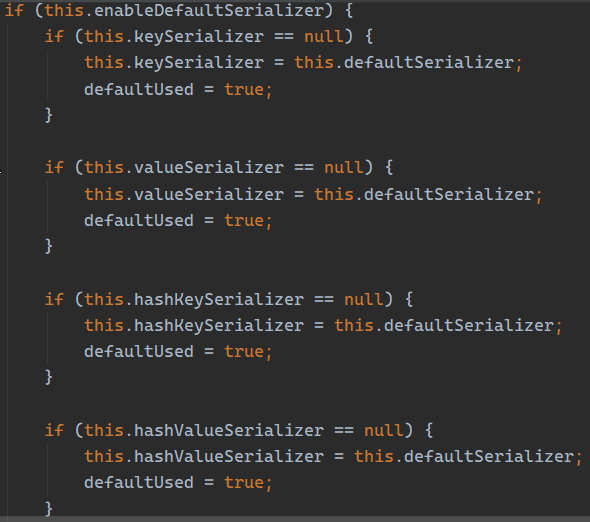 if (this.enableDefaultSerializer) {
    if (this.keySerializer == null) {
        this.keySerializer = this.defaultSerializer;
        defaultUsed = true;
    }

    if (this.valueSerializer == null) {
        this.valueSerializer = this.defaultSerializer;
        defaultUsed = true;
    }

    if (this.hashKeySerializer == null) {
        this.hashKeySerializer = this.defaultSerializer;
        defaultUsed = true;
    }

    if (this.hashValueSerializer == null) {
        this.hashValueSerializer = this.defaultSerializer;
        defaultUsed = true;
    }